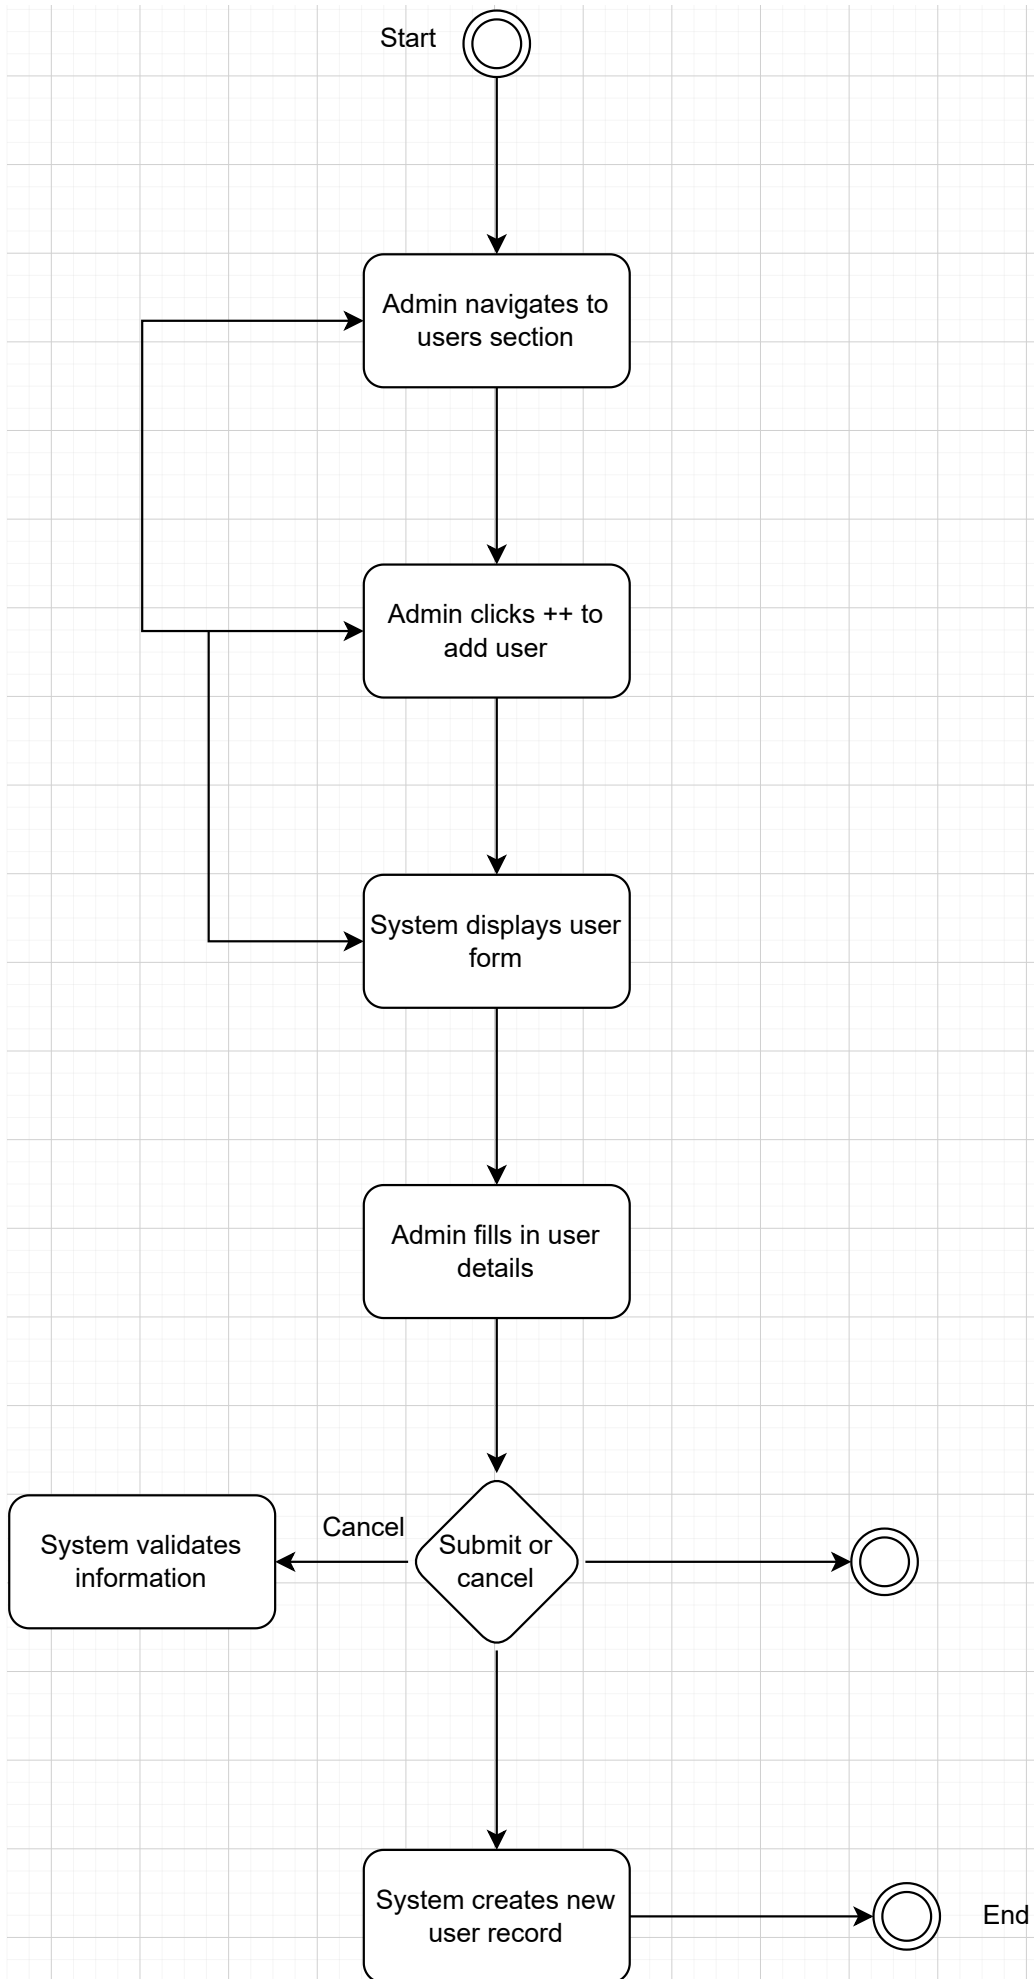 Start
Admin navigates to
users section
Admin clicks ++ to
add user
System displays user
form
Admin fills in user
details
Cancel
System validates
information
Submit or
cancel
System creates new
user record
End